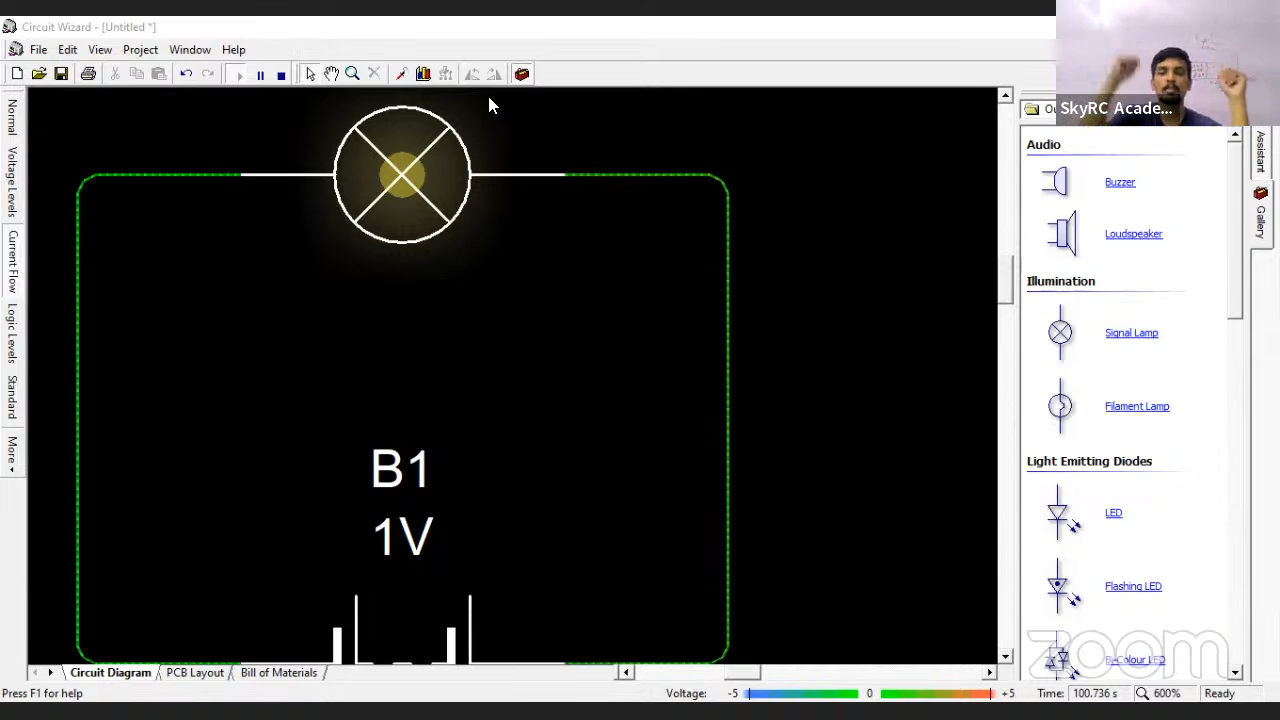 Circuit Wizard - [Untitled *]
File Edit View Project Window Help
SkyRC Acade...
Normal
Voltage Levels
Current Flow
Logic Levels
Standard
More
B1
1V
Audio
Buzzer
Loudspeaker
Illumination
Signal Lamp
Filament Lamp
Light Emitting Diodes
LED
Flashing LED
Bi-Colour LED
Assistant
Gallery
zoom
Circuit Diagram PCB Layout Bill of Materials
Press F1 for help Voltage: -5 0 +5 Time: 100.736 s 600% Ready